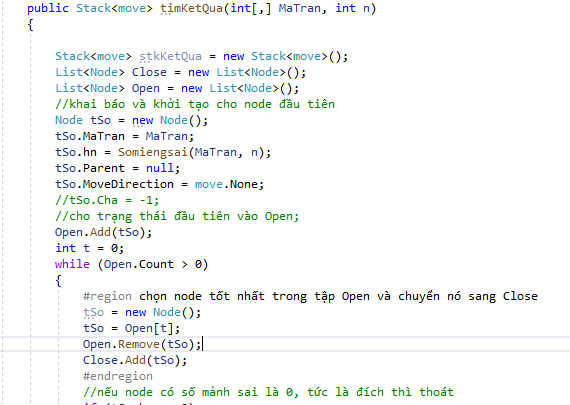 public Stack<move> timKetQua(int[,] MaTran, int n)
{
Stack<move> stkKetQua = new Stack<move>();
List<Node> Close = new List<Node>();
List<Node> Open = new List<Node>();
//khai báo và khởi tạo cho node đầu tiên
Node tSo = new Node();
tSo.MaTran = MaTran;
tSo.hn = Somiengsai(MaTran, n);
tSo.Parent = null;
tSo.MoveDirection = move.None;
//tSo.Cha = -1;
//cho trạng thái đầu tiên vào Open;
Open.Add(tSo);
int t = 0;
while (Open.Count > 0)
{
#region chọn node tốt nhất trong tập Open và chuyển nó sang Close
tSo = new Node();
tSo = Open[t];
Open.Remove(tSo);
Close.Add(tSo);
#endregion
//nếu node có số mảnh sai là 0, tức là đích thì thoát